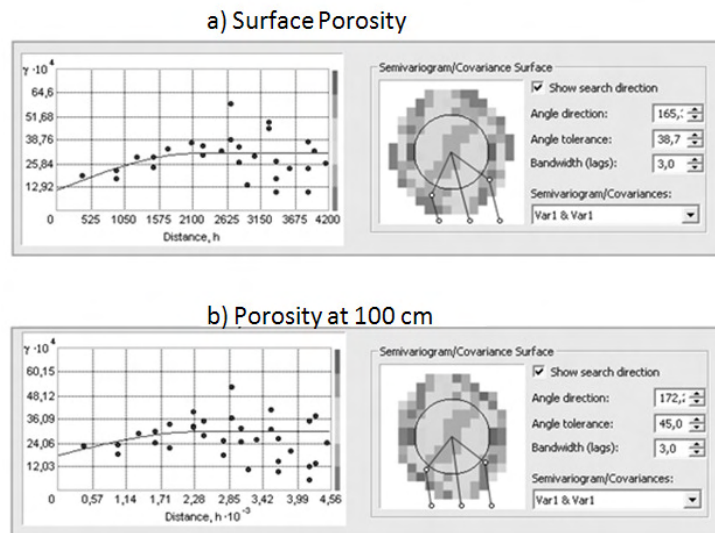 a) Surface Porosity
γ·10⁴
64,6
51,68
38,76
25,84
12,92
0 525 1050 1575 2100 2625 3150 3675 4200
Distance, h
Semivariogram/Covariance Surface
Show search direction
Angle direction: 165,
Angle tolerance: 38,7
Bandwidth (lags): 3,0
Semivariogram/Covariances:
Var1 & Var1
b) Porosity at 100 cm
γ·10⁴
60,15
48,12
36,09
24,06
12,03
0 0,57 1,14 1,71 2,28 2,85 3,42 3,99 4,56
Distance, h·10⁻³
Semivariogram/Covariance Surface
Show search direction
Angle direction: 172,
Angle tolerance: 45,0
Bandwidth (lags): 3,0
Semivariogram/Covariances:
Var1 & Var1